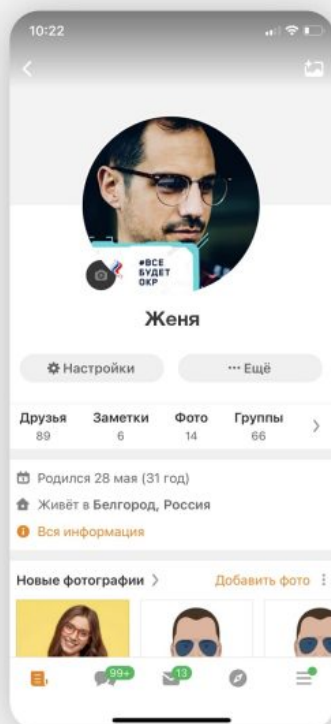 10:22
#ВСЕ
БУДЕТ
ОКР
Женя
Настройки
··· Ещё
Друзья Заметки Фото Группы
89 6 14 66
Родился 28 мая (31 год)
Живёт в Белгород, Россия
Вся информация
Новые фотографии Добавить фото
99+ 13